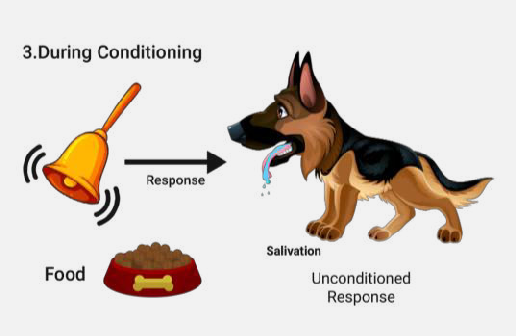 3.During Conditioning
Response
Salivation
Food
Unconditioned
Response